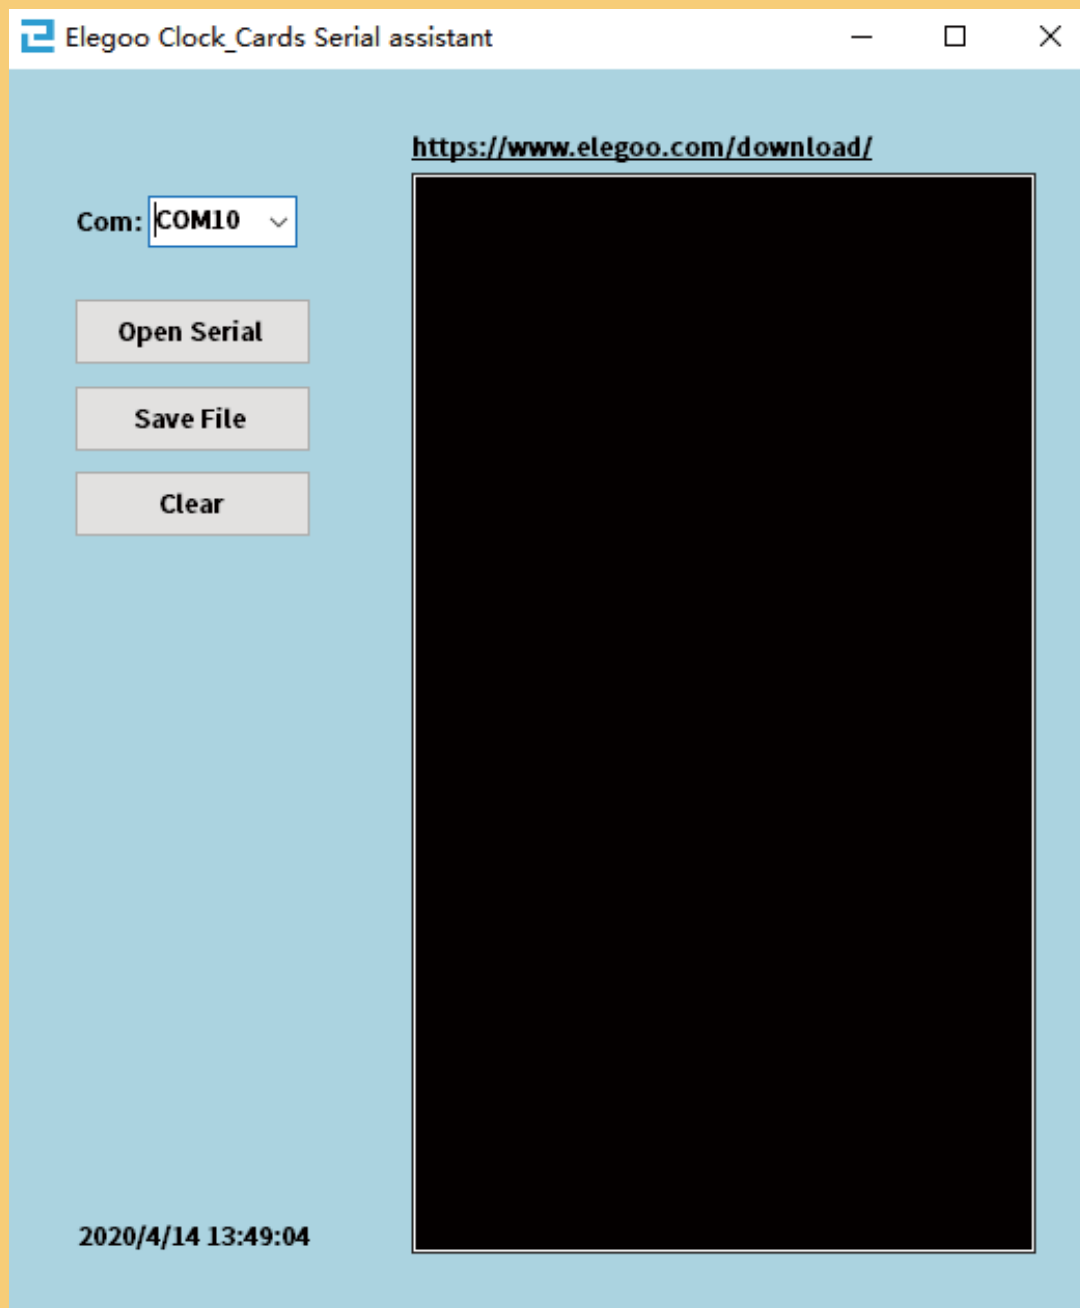 Elegoo Clock_Cards Serial assistant
https://www.elegoo.com/download/
Com: COM10
Open Serial
Save File
Clear
2020/4/14 13:49:04